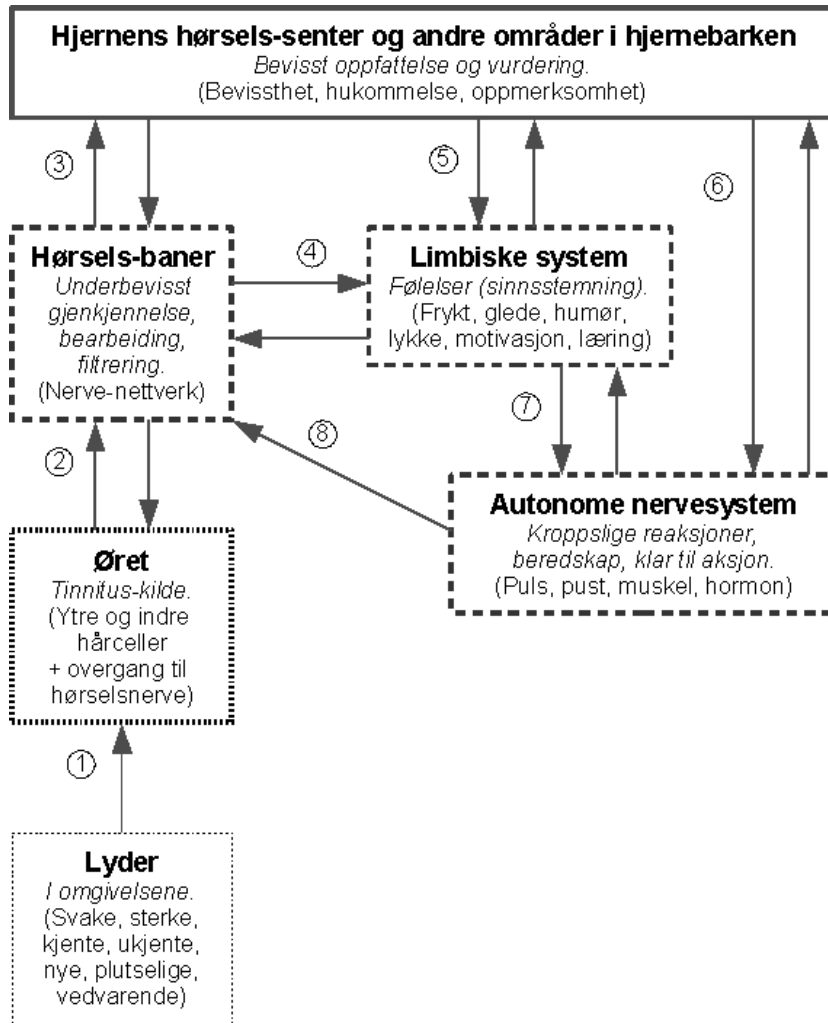 Hjernens hørsels-senter og andre områder i hjernebarken
Bevisst oppfattelse og vurdering.
(Bevissthet, hukommelse, oppmerksomhet)
③
⑤
⑥
Hørsels-baner
Underbevisst
gjenkjennelse,
bearbeiding,
filtrering.
(Nerve-nettverk)
④
Limbiske system
Følelser (sinnsstemning).
(Frykt, glede, humør,
lykke, motivasjon, læring)
⑦
⑧
②
Autonome nervesystem
Kroppslige reaksjoner,
beredskap, klar til aksjon.
(Puls, pust, muskel, hormon)
Øret
Tinnitus-kilde.
(Ytre og indre
hårceller
+ overgang til
hørselsnerve)
①
Lyder
I omgivelsene.
(Svake, sterke,
kjente, ukjente,
nye, plutselige,
vedvarende)